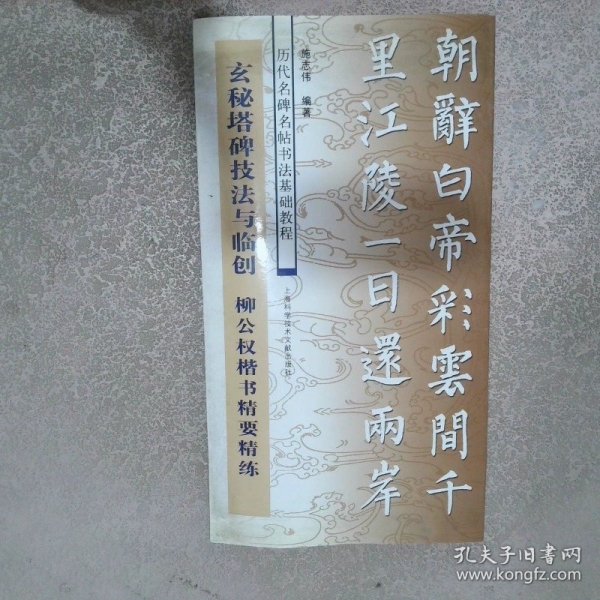 朝辭白帝彩雲間千
里江陵一日還兩岸
施志伟 编著
历代名碑名帖书法基础教程
上海科学技术文献出版社
玄秘塔碑技法与临创 柳公权楷书精要精练
孔夫子旧书网
www.kongfz.com